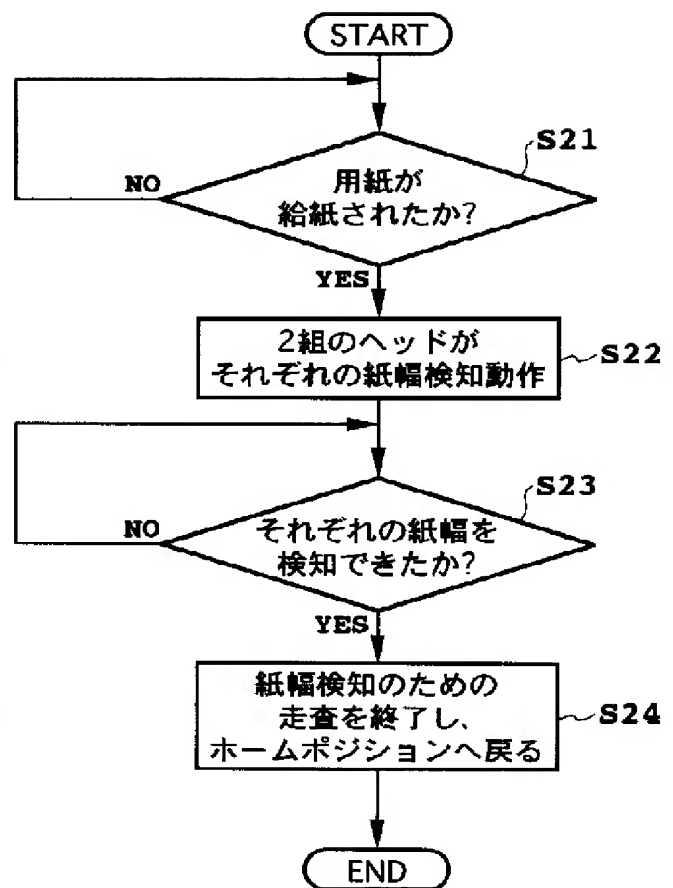 START
S21
用紙が
給紙されたか?
NO
YES
2組のヘッドが
それぞれの紙幅検知動作
S22
S23
それぞれの紙幅を
検知できたか?
NO
YES
紙幅検知のための
走査を終了し、
ホームポジションへ戻る
S24
END